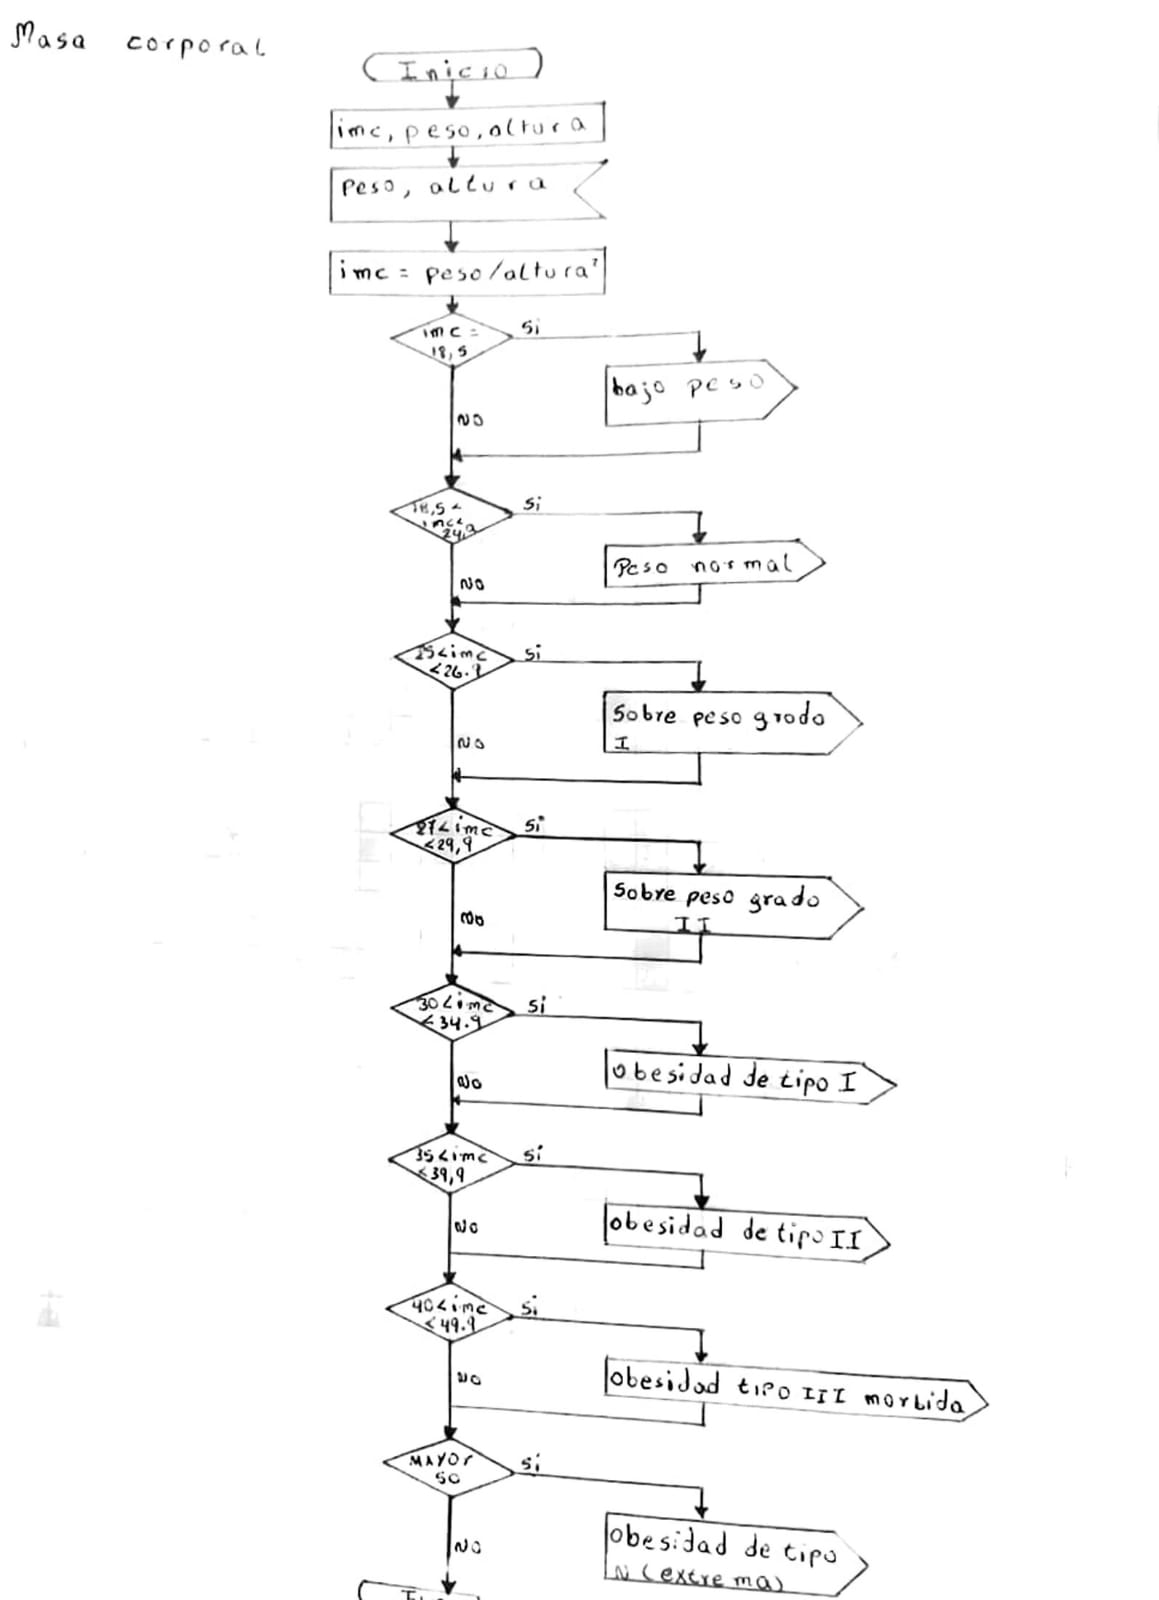 Masa corporal
Inicio
imc, peso, altura
Peso, altura
imc = peso/altura²
imc =
18,5
Si
bajo peso
NO
18,5 <
imc <
24,9
Si
Peso normal
NO
25<imc
<26.9
Si
Sobre peso grado
I
NO
27<imc
<29,9
Si
Sobre peso grado
II
No
30<imc
<34.9
Si
Obesidad de tipo I
No
35<imc
<39,9
Si
obesidad de tipo II
NO
40<imc
<49.9
Si
obesidad tipo III morbida
NO
MAYOr
50
Si
obesidad de tipo
(extrema)
NO